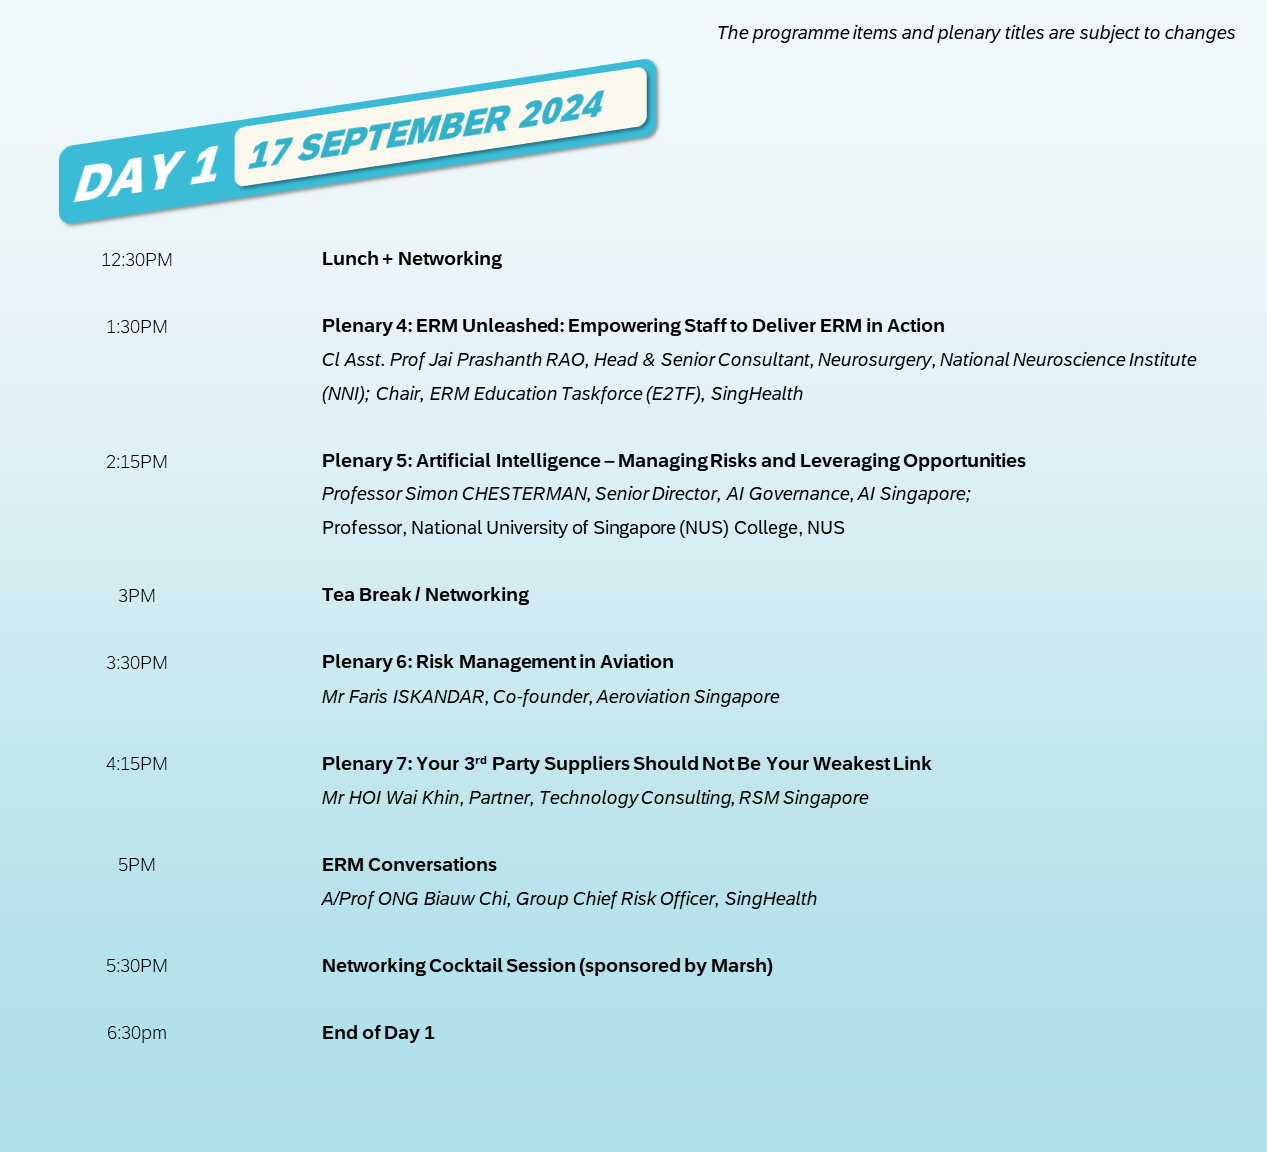 The programme items and plenary titles are subject to changes
DAY 1 17 SEPTEMBER 2024
12:30PM Lunch + Networking
1:30PM Plenary 4: ERM Unleashed: Empowering Staff to Deliver ERM in Action
Cl Asst. Prof Jai Prashanth RAO, Head & Senior Consultant, Neurosurgery, National Neuroscience Institute
(NNI); Chair, ERM Education Taskforce (E2TF), SingHealth
2:15PM Plenary 5: Artificial Intelligence – Managing Risks and Leveraging Opportunities
Professor Simon CHESTERMAN, Senior Director, AI Governance, AI Singapore;
Professor, National University of Singapore (NUS) College, NUS
3PM Tea Break / Networking
3:30PM Plenary 6: Risk Management in Aviation
Mr Faris ISKANDAR, Co-founder, Aeroviation Singapore
4:15PM Plenary 7: Your 3rd Party Suppliers Should Not Be Your Weakest Link
Mr HOI Wai Khin, Partner, Technology Consulting, RSM Singapore
5PM ERM Conversations
A/Prof ONG Biauw Chi, Group Chief Risk Officer, SingHealth
5:30PM Networking Cocktail Session (sponsored by Marsh)
6:30pm End of Day 1